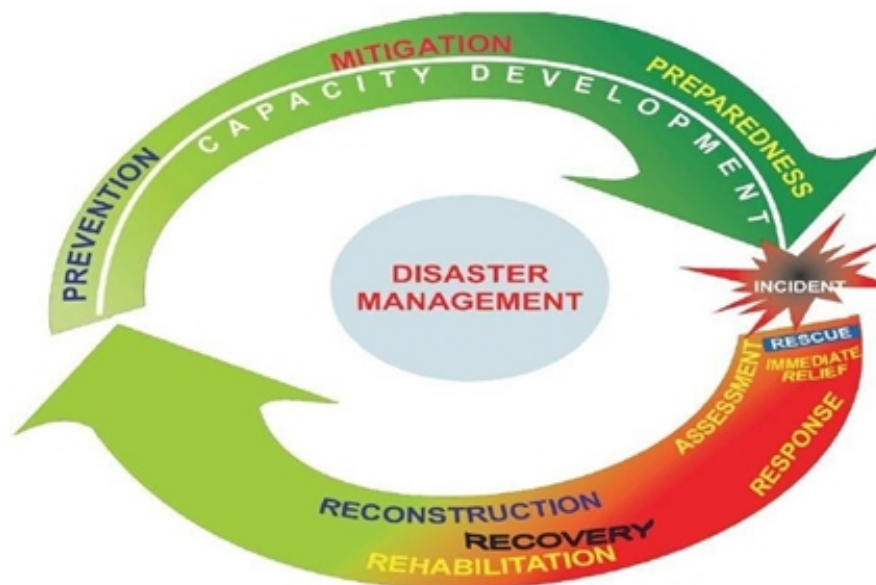 MITIGATION
CAPACITY DEVELOPMENT
PREPAREDNESS
PREVENTION
DISASTER
MANAGEMENT
INCIDENT
RESCUE
IMMEDIATE
RELIEF
ASSESSMENT
RESPONSE
RECONSTRUCTION
RECOVERY
REHABILITATION